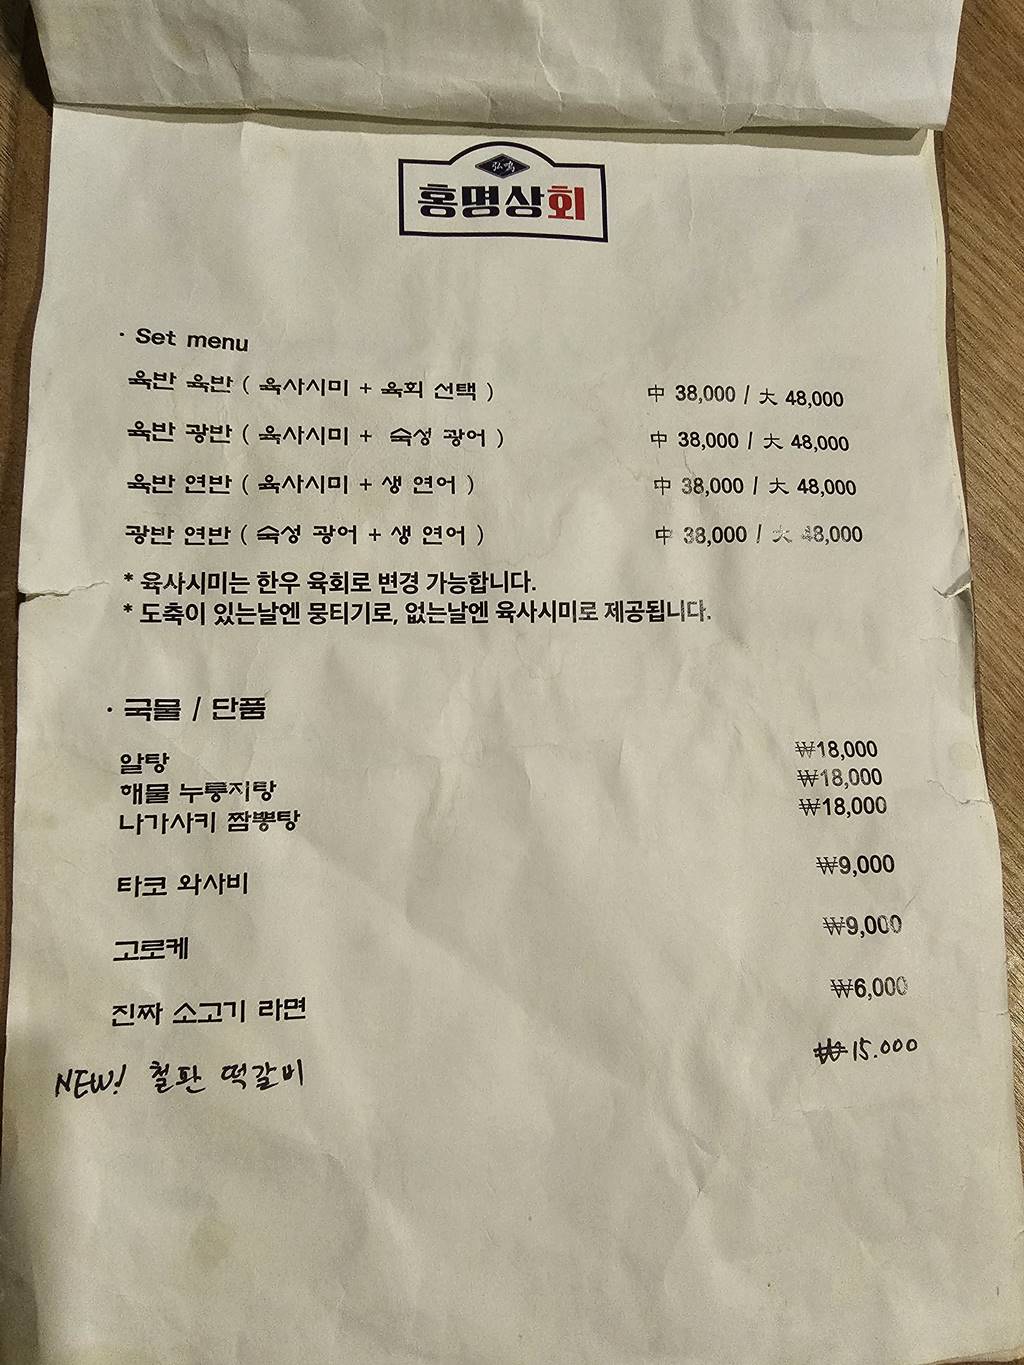 弘鳴
홍명상회
· Set menu
육반 육반 ( 육사시미 + 육회 선택 ) 中 38,000 / 大 48,000
육반 광반 ( 육사시미 + 숙성 광어 ) 中 38,000 / 大 48,000
육반 연반 ( 육사시미 + 생 연어 ) 中 38,000 / 大 48,000
광반 연반 ( 숙성 광어 + 생 연어 ) 中 38,000 / 大 48,000
* 육사시미는 한우 육회로 변경 가능합니다.
* 도축이 있는날엔 뭉티기로, 없는날엔 육사시미로 제공됩니다.
· 국물 / 단품
알탕 ₩18,000
해물 누룽지탕 ₩18,000
나가사키 짬뽕탕 ₩18,000
타코 와사비 ₩9,000
고로케 ₩9,000
진짜 소고기 라면 ₩6,000
NEW! 철판 떡갈비 ₩15.000